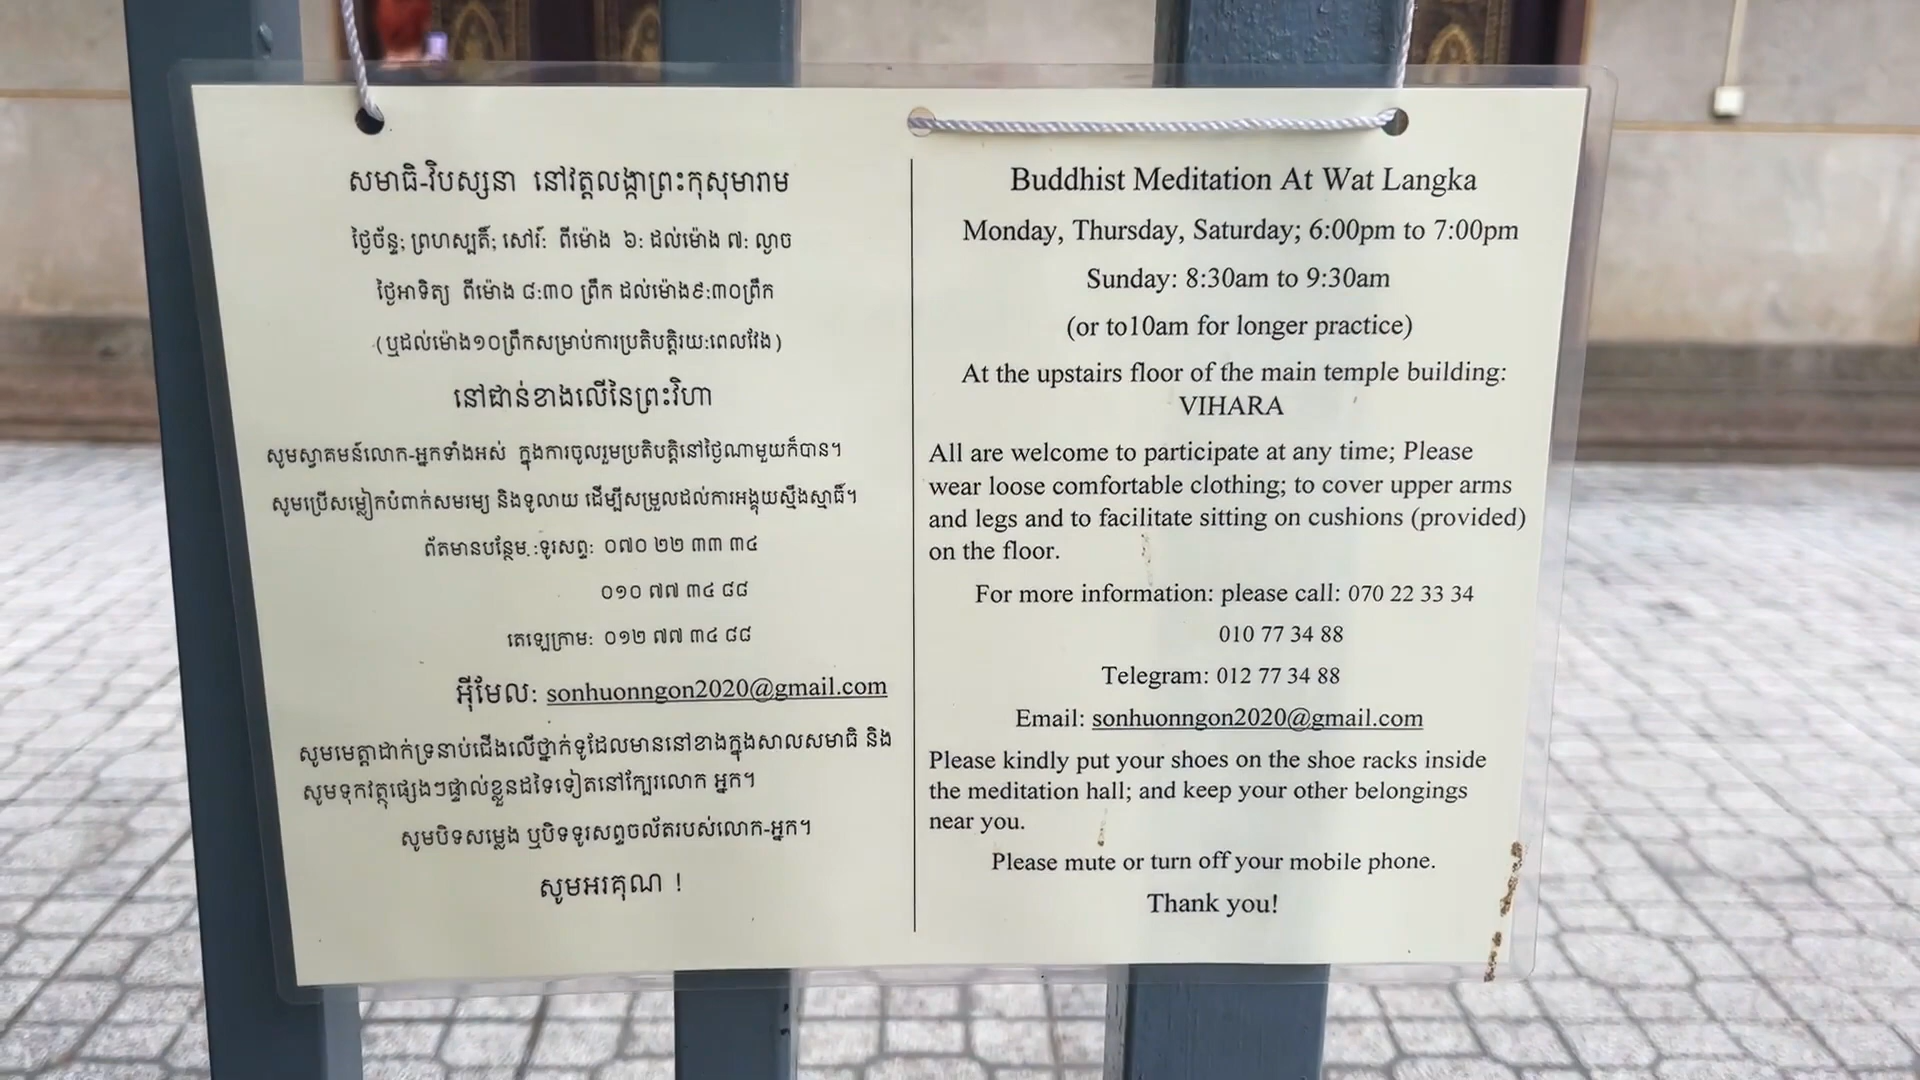 សមាធិ-វិបស្សនា នៅវត្តលង្កាព្រះកុសុមារាម
ថ្ងៃច័ន្ទ; ព្រហស្បតិ៍; សៅរ៍: ពីម៉ោង ៦: ដល់ម៉ោង ៧: ល្ងាច
ថ្ងៃអាទិត្យ ពីម៉ោង ៨:៣០ ព្រឹក ដល់ម៉ោង៩:៣០ព្រឹក
(ឬដល់ម៉ោង១០ព្រឹកសម្រាប់ការប្រតិបត្តិរយ:ពេលវែង)
នៅជាន់ខាងលើនៃព្រះវិហា
សូមស្វាគមន៍លោក-អ្នកទាំងអស់ ក្នុងការចូលរួមប្រតិបត្តិនៅថ្ងៃណាមួយក៏បាន។
សូមប្រើសម្លៀកបំពាក់សមរម្យ និងទូលាយ ដើម្បីសម្រួលដល់ការអង្គុយស្មឹងស្មាធិ៍។
ព័តមានបន្ថែម :ទូរសព្ទ: ០៧០ ២២ ៣៣ ៣៤
០១០ ៧៧ ៣៤ ៨៨
តេឡេក្រាម: ០១២ ៧៧ ៣៤ ៨៨
អ៊ីមែល: sonhuonngon2020@gmail.com
សូមមេត្តាដាក់ទ្រនាប់ជើងលើថ្នាក់ទូដែលមាននៅខាងក្នុងសាលសមាធិ និង
សូមទុកវត្ថុផ្សេងៗផ្ទាល់ខ្លួនដទៃទៀតនៅក្បែរលោក អ្នក។
សូមបិទសម្លេង ឬបិទទូរសព្ទចល័តរបស់លោក-អ្នក។
សូមអរគុណ !
Buddhist Meditation At Wat Langka
Monday, Thursday, Saturday; 6:00pm to 7:00pm
Sunday: 8:30am to 9:30am
(or to10am for longer practice)
At the upstairs floor of the main temple building:
VIHARA
All are welcome to participate at any time; Please
wear loose comfortable clothing; to cover upper arms
and legs and to facilitate sitting on cushions (provided)
on the floor.
For more information: please call: 070 22 33 34
010 77 34 88
Telegram: 012 77 34 88
Email: sonhuonngon2020@gmail.com
Please kindly put your shoes on the shoe racks inside
the meditation hall; and keep your other belongings
near you.
Please mute or turn off your mobile phone.
Thank you!